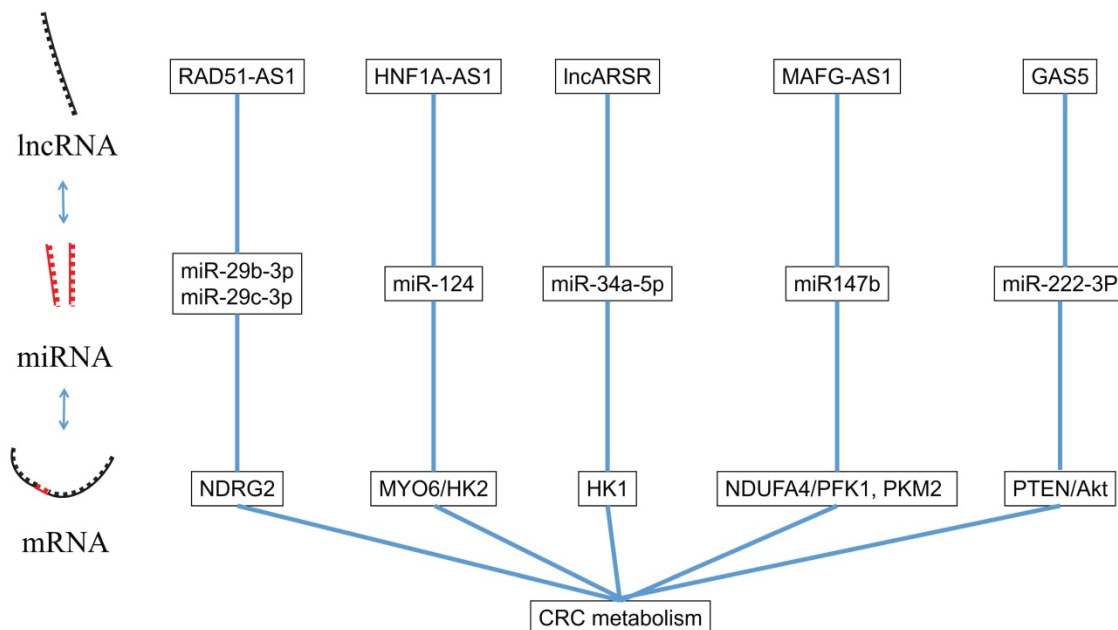 RAD51-AS1
HNF1A-AS1
lncARSR
MAFG-AS1
GAS5
lncRNA
miR-29b-3p
miR-29c-3p
miR-124
miR-34a-5p
miR147b
miR-222-3P
miRNA
NDRG2
MYO6/HK2
HK1
NDUFA4/PFK1, PKM2
PTEN/Akt
mRNA
CRC metabolism